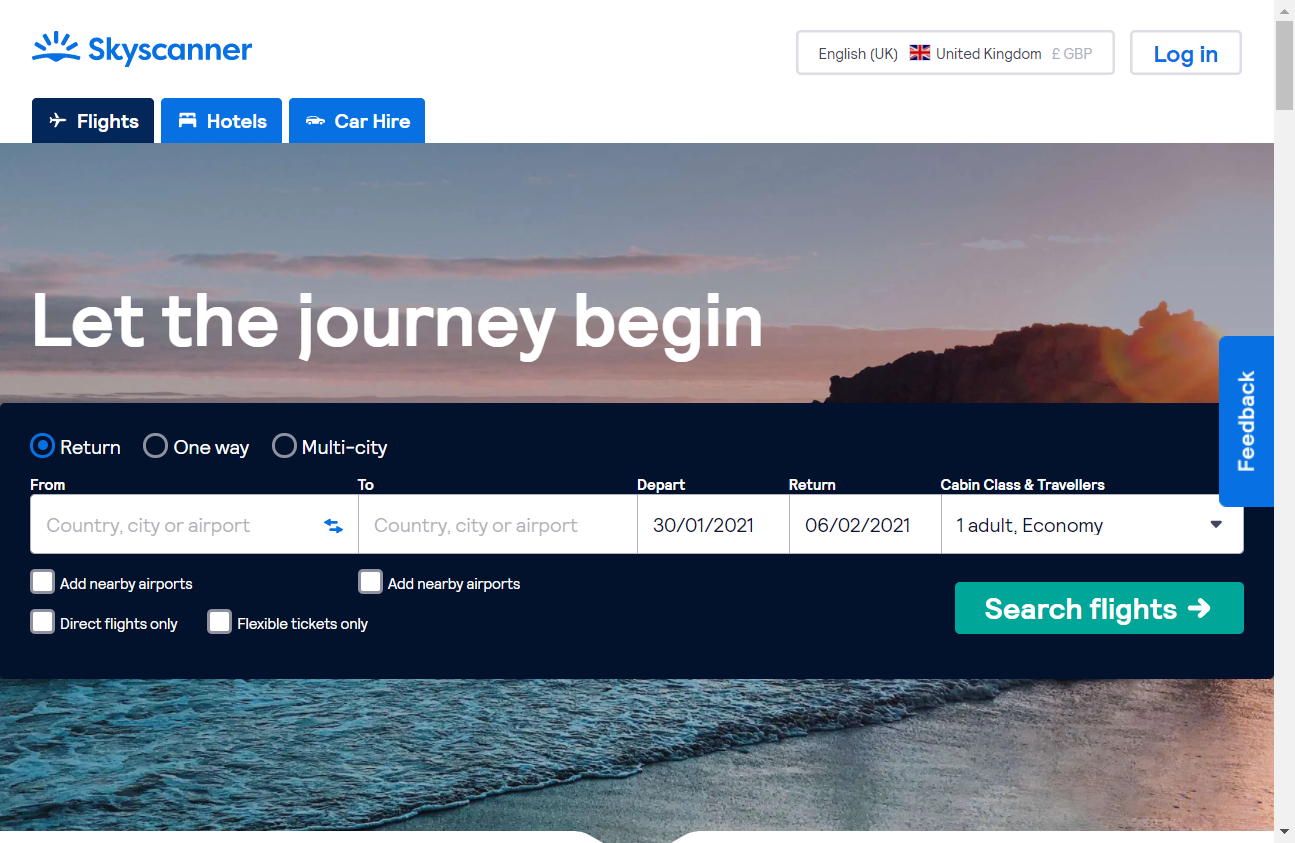 Skyscanner
English (UK) United Kingdom £ GBP
Log in
Flights Hotels Car Hire
Let the journey begin
Feedback
Return One way Multi-city
From To Depart Return Cabin Class & Travellers
Country, city or airport Country, city or airport 30/01/2021 06/02/2021 1 adult, Economy
Add nearby airports Add nearby airports
Search flights
Direct flights only Flexible tickets only